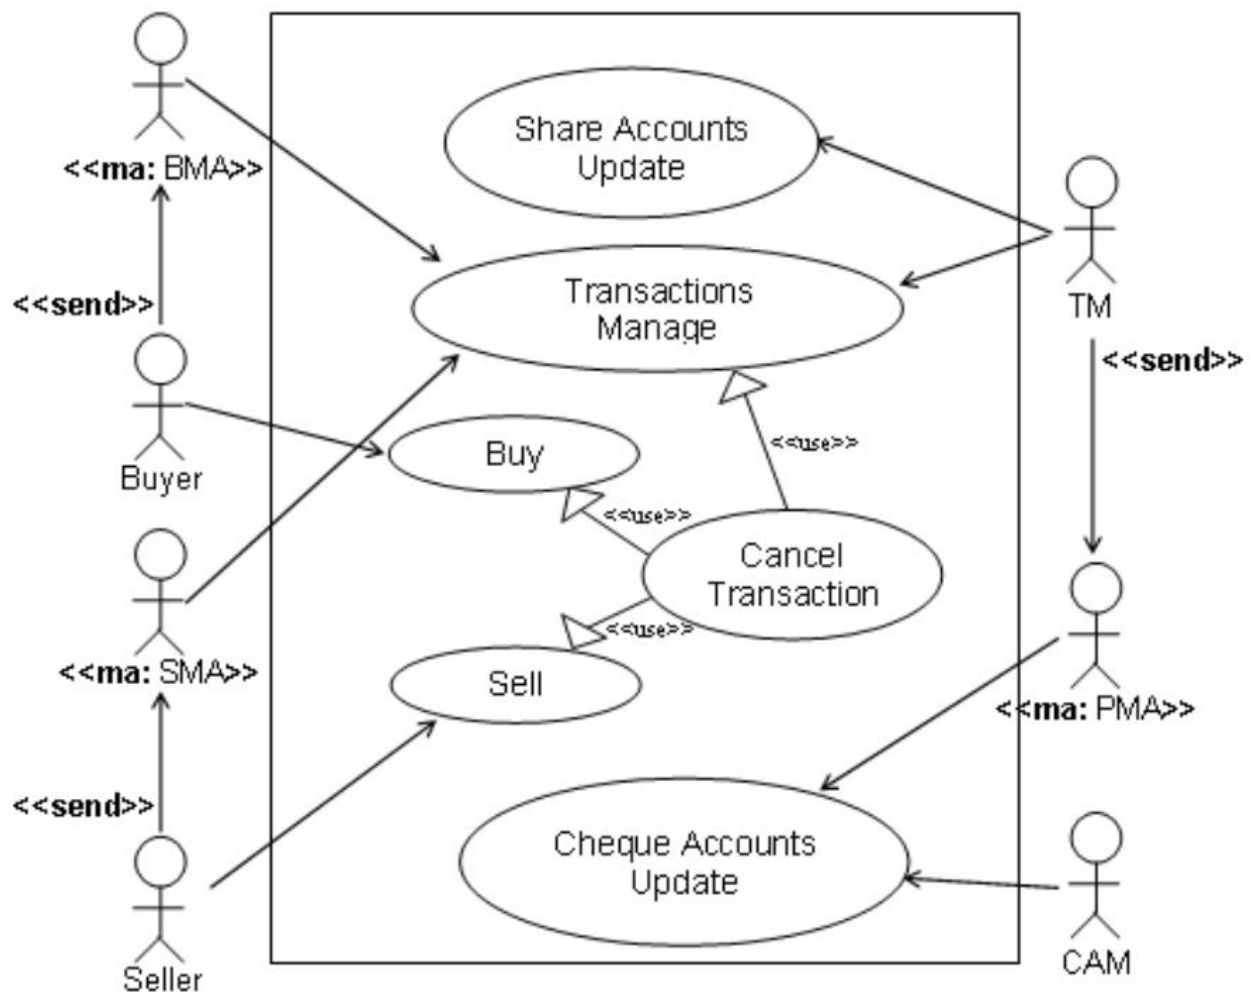 Share Accounts
Update
<<ma: BMA>>
<<send>>
Transactions
Manage
TM
<<send>>
Buyer
Buy
<<use>>
<<use>>
Cancel
Transaction
<<use>>
<<ma: SMA>>
Sell
<<ma: PMA>>
<<send>>
Cheque Accounts
Update
Seller
CAM